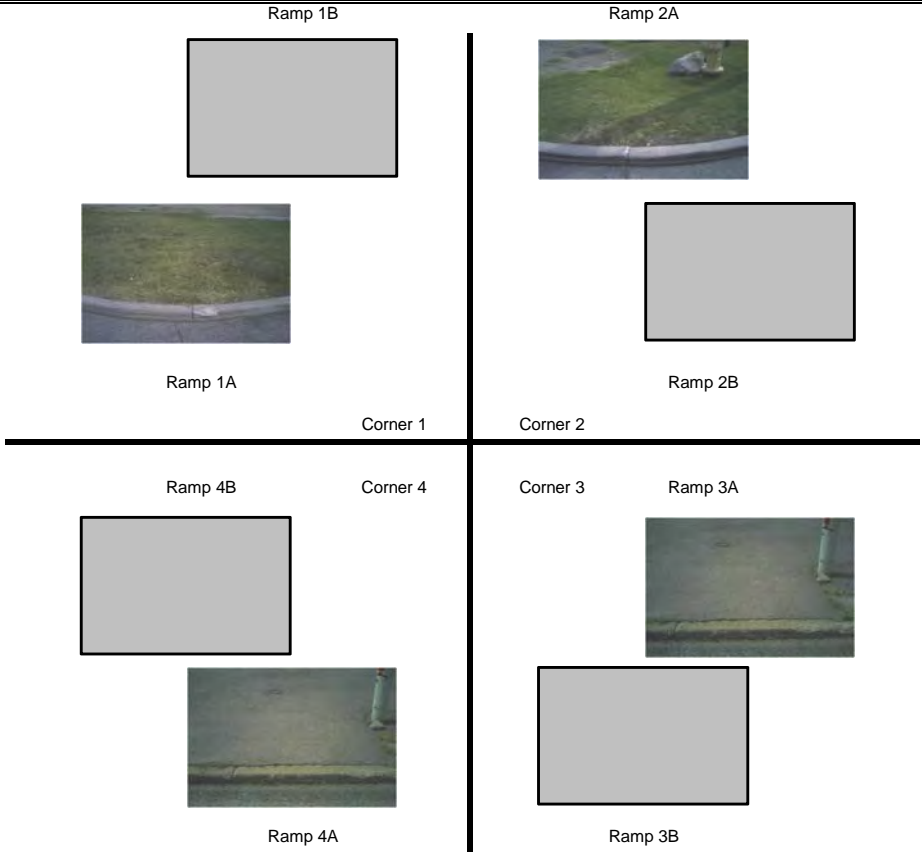 Ramp 1B Ramp 2A
Ramp 1A Ramp 2B
Corner 1 Corner 2
Ramp 4B Corner 4 Corner 3 Ramp 3A
Ramp 4A Ramp 3B